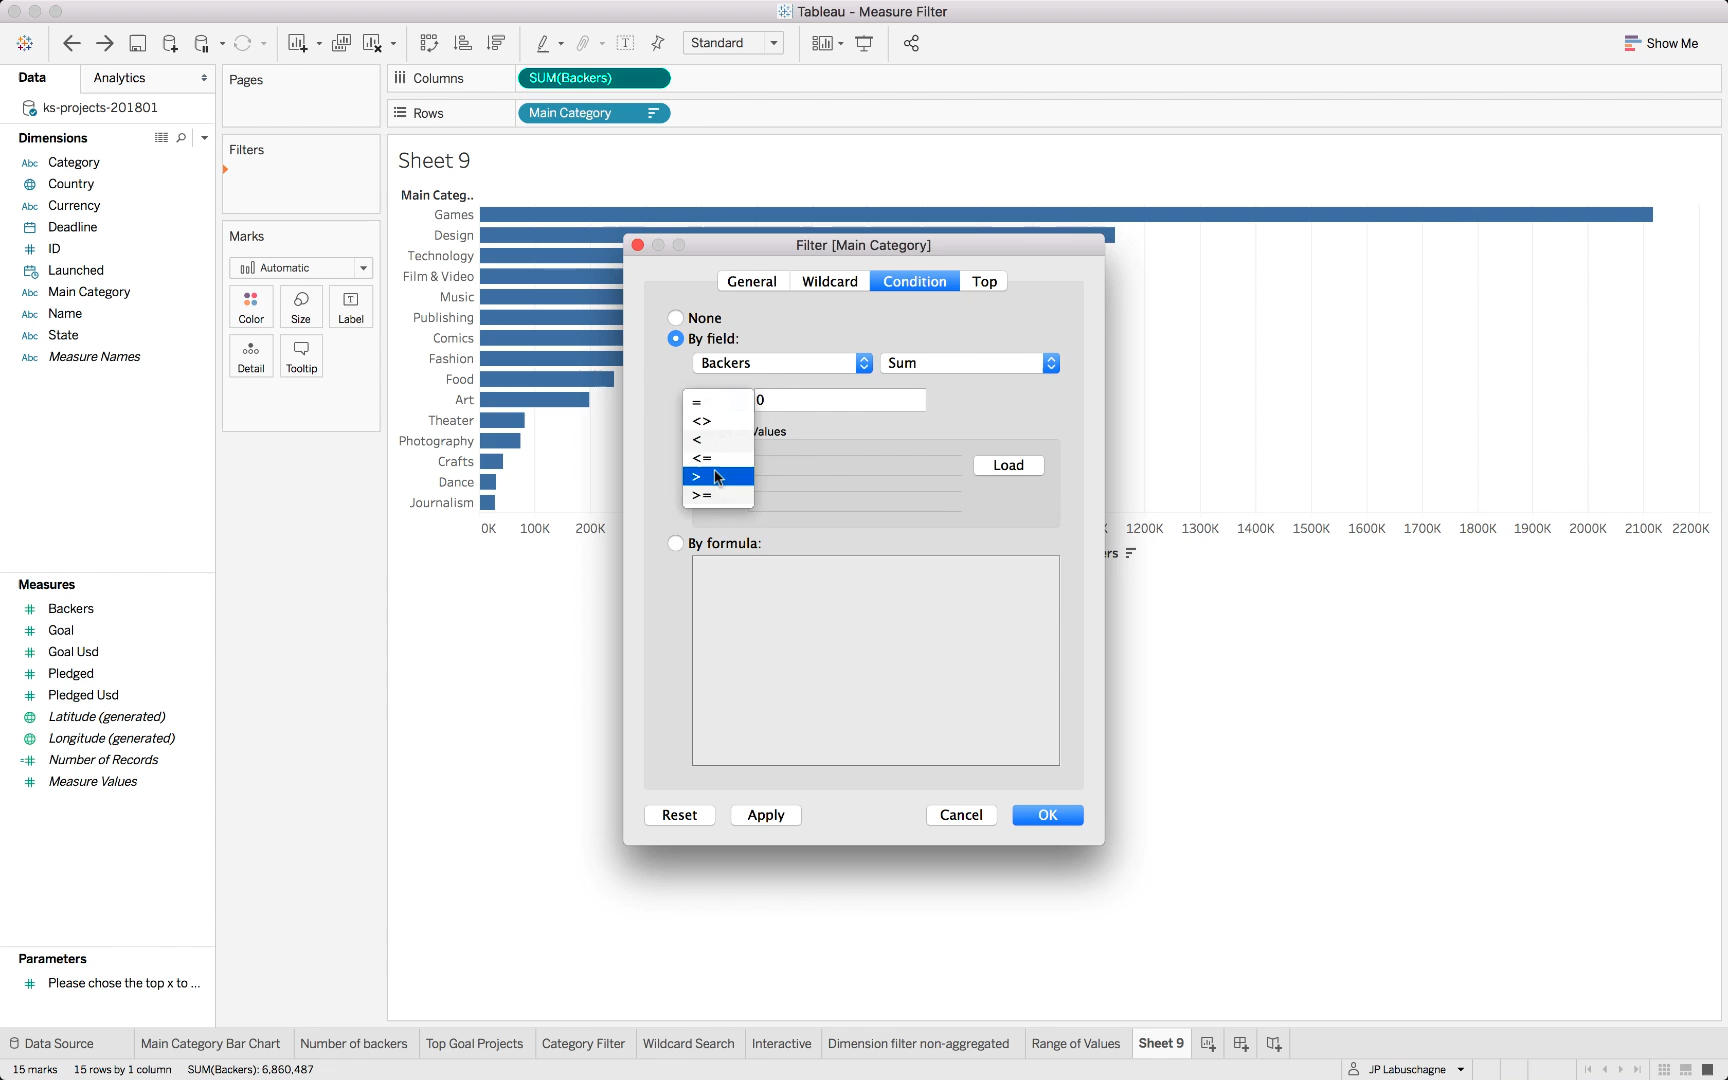 Tableau - Measure Filter
Standard
Show Me
Data
Analytics
ks-projects-201801
Dimensions
Abc Category
Country
Abc Currency
Deadline
# ID
Launched
Abc Main Category
Abc Name
Abc State
Abc Measure Names
Measures
# Backers
# Goal
# Goal Usd
# Pledged
# Pledged Usd
Latitude (generated)
Longitude (generated)
=# Number of Records
# Measure Values
Parameters
# Please chose the top x to ...
Pages
Filters
Marks
Automatic
Color
Size
Label
Detail
Tooltip
Columns
SUM(Backers)
Rows
Main Category
Sheet 9
Main Categ..
Games
Design
Technology
Film & Video
Music
Publishing
Comics
Fashion
Food
Art
Theater
Photography
Crafts
Dance
Journalism
0K 100K 200K 1200K 1300K 1400K 1500K 1600K 1700K 1800K 1900K 2000K 2100K 2200K
Filter [Main Category]
General
Wildcard
Condition
Top
None
By field:
Backers
Sum
=
<>
<
<=
>
>=
0
Values
Load
By formula:
Reset
Apply
Cancel
OK
Data Source
Main Category Bar Chart
Number of backers
Top Goal Projects
Category Filter
Wildcard Search
Interactive
Dimension filter non-aggregated
Range of Values
Sheet 9
15 marks
15 rows by 1 column
SUM(Backers): 6,860,487
JP Labuschagne